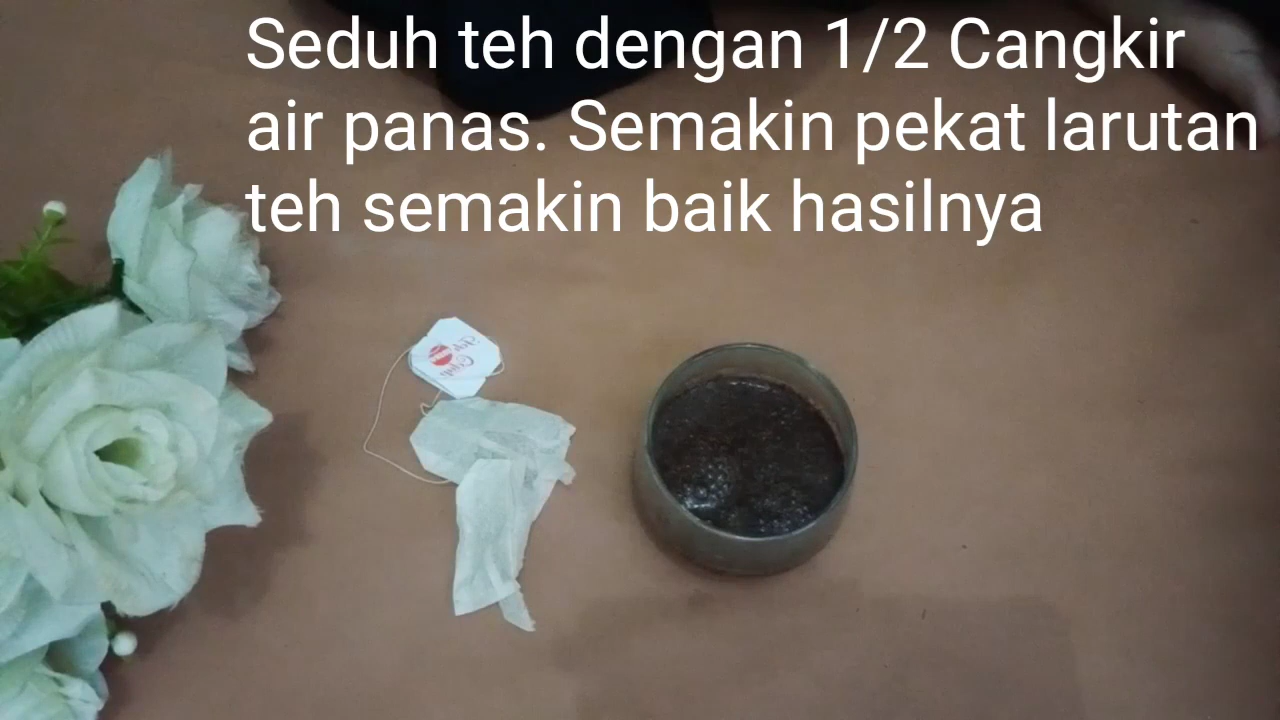 Seduh teh dengan 1/2 Cangkir
air panas. Semakin pekat larutan
teh semakin baik hasilnya